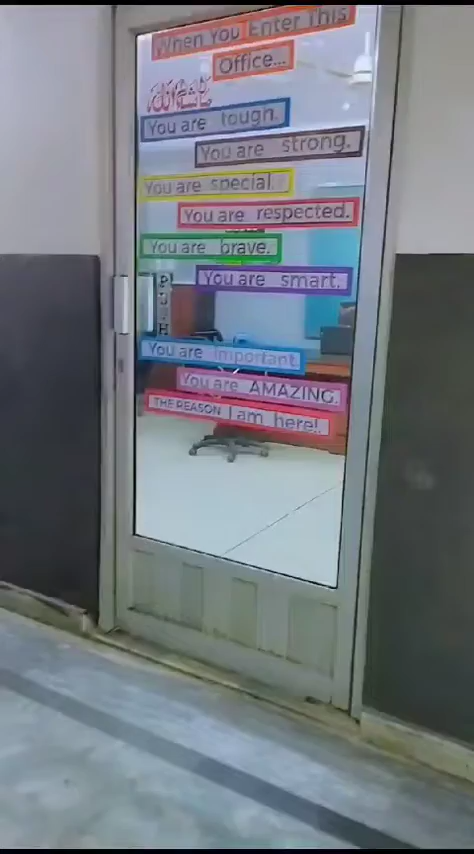 When You Enter This
Office...
ماشاءالله
You are tough.
You are strong.
You are special.
You are respected.
You are brave.
You are smart.
PUSH
You are important.
You are AMAZING.
THE REASON I am here!.